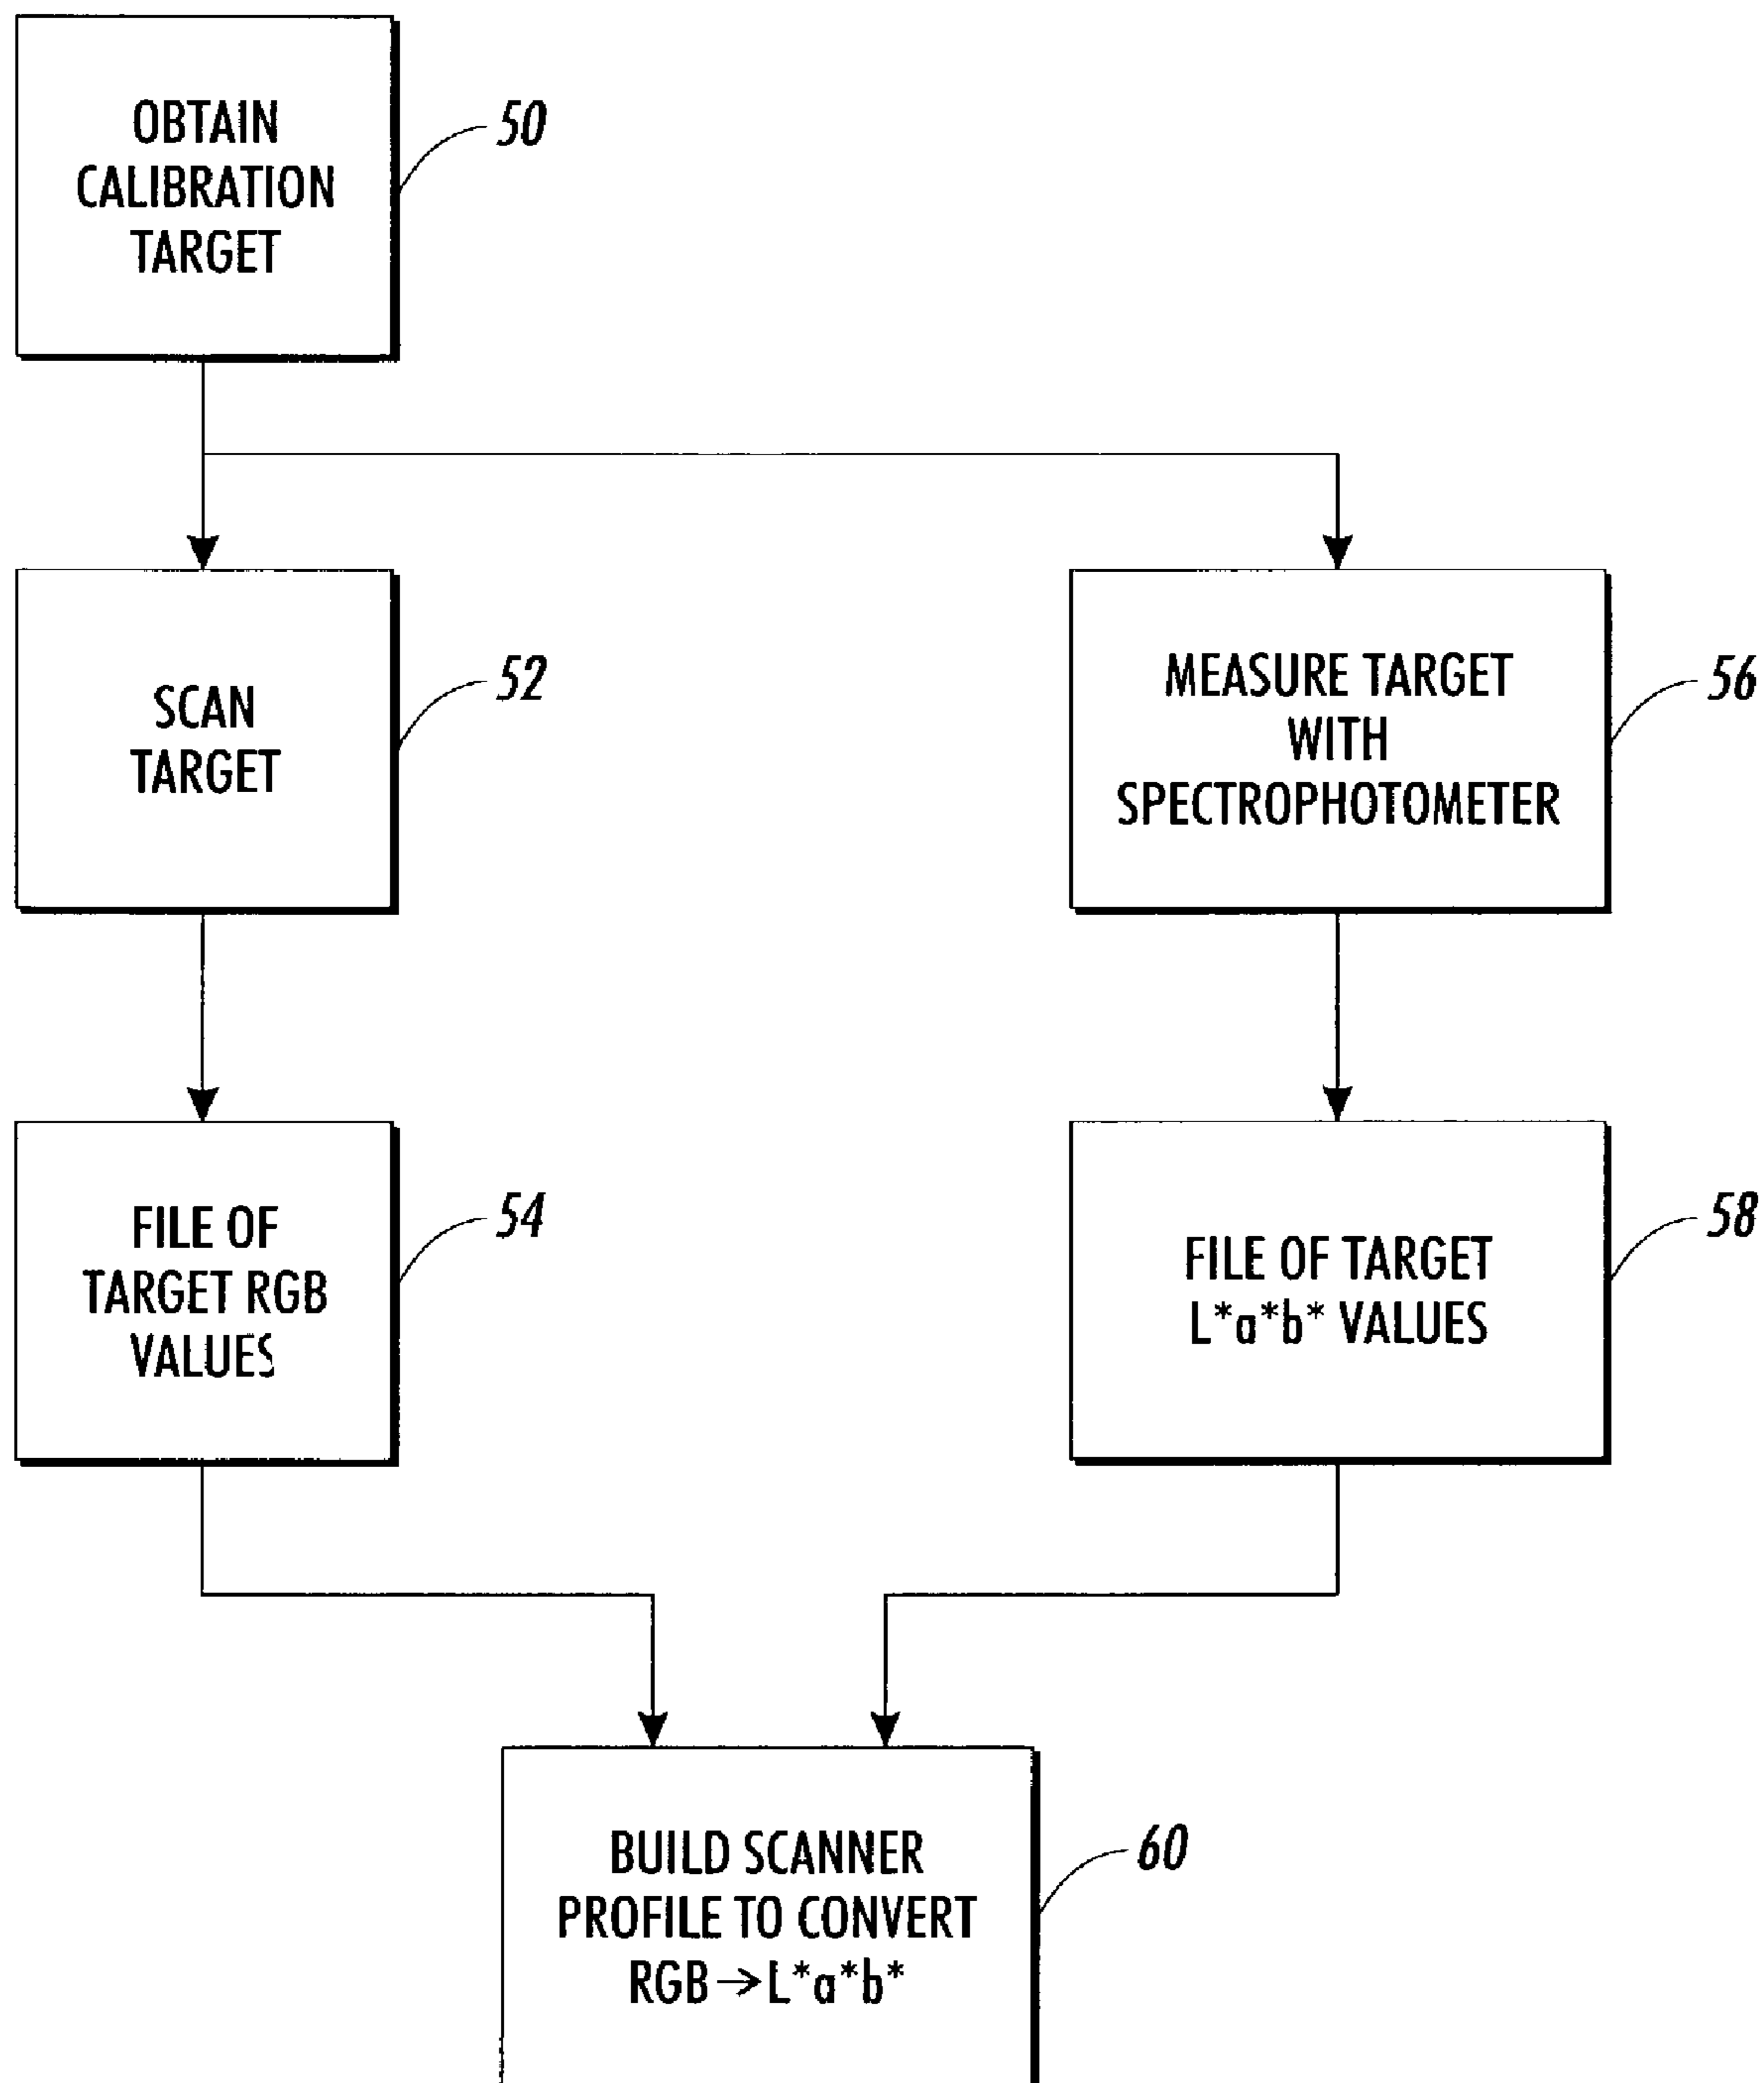 OBTAIN
CALIBRATION
TARGET
50
SCAN
TARGET
52
MEASURE TARGET
WITH
SPECTROPHOTOMETER
56
FILE OF
TARGET RGB
VALUES
54
FILE OF TARGET
L*a*b* VALUES
58
BUILD SCANNER
PROFILE TO CONVERT
RGB→L*a*b*
60